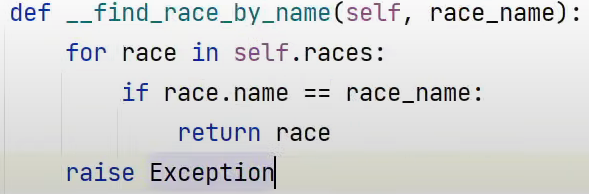 def __find_race_by_name(self, race_name):
    for race in self.races:
        if race.name == race_name:
            return race
    raise Exception